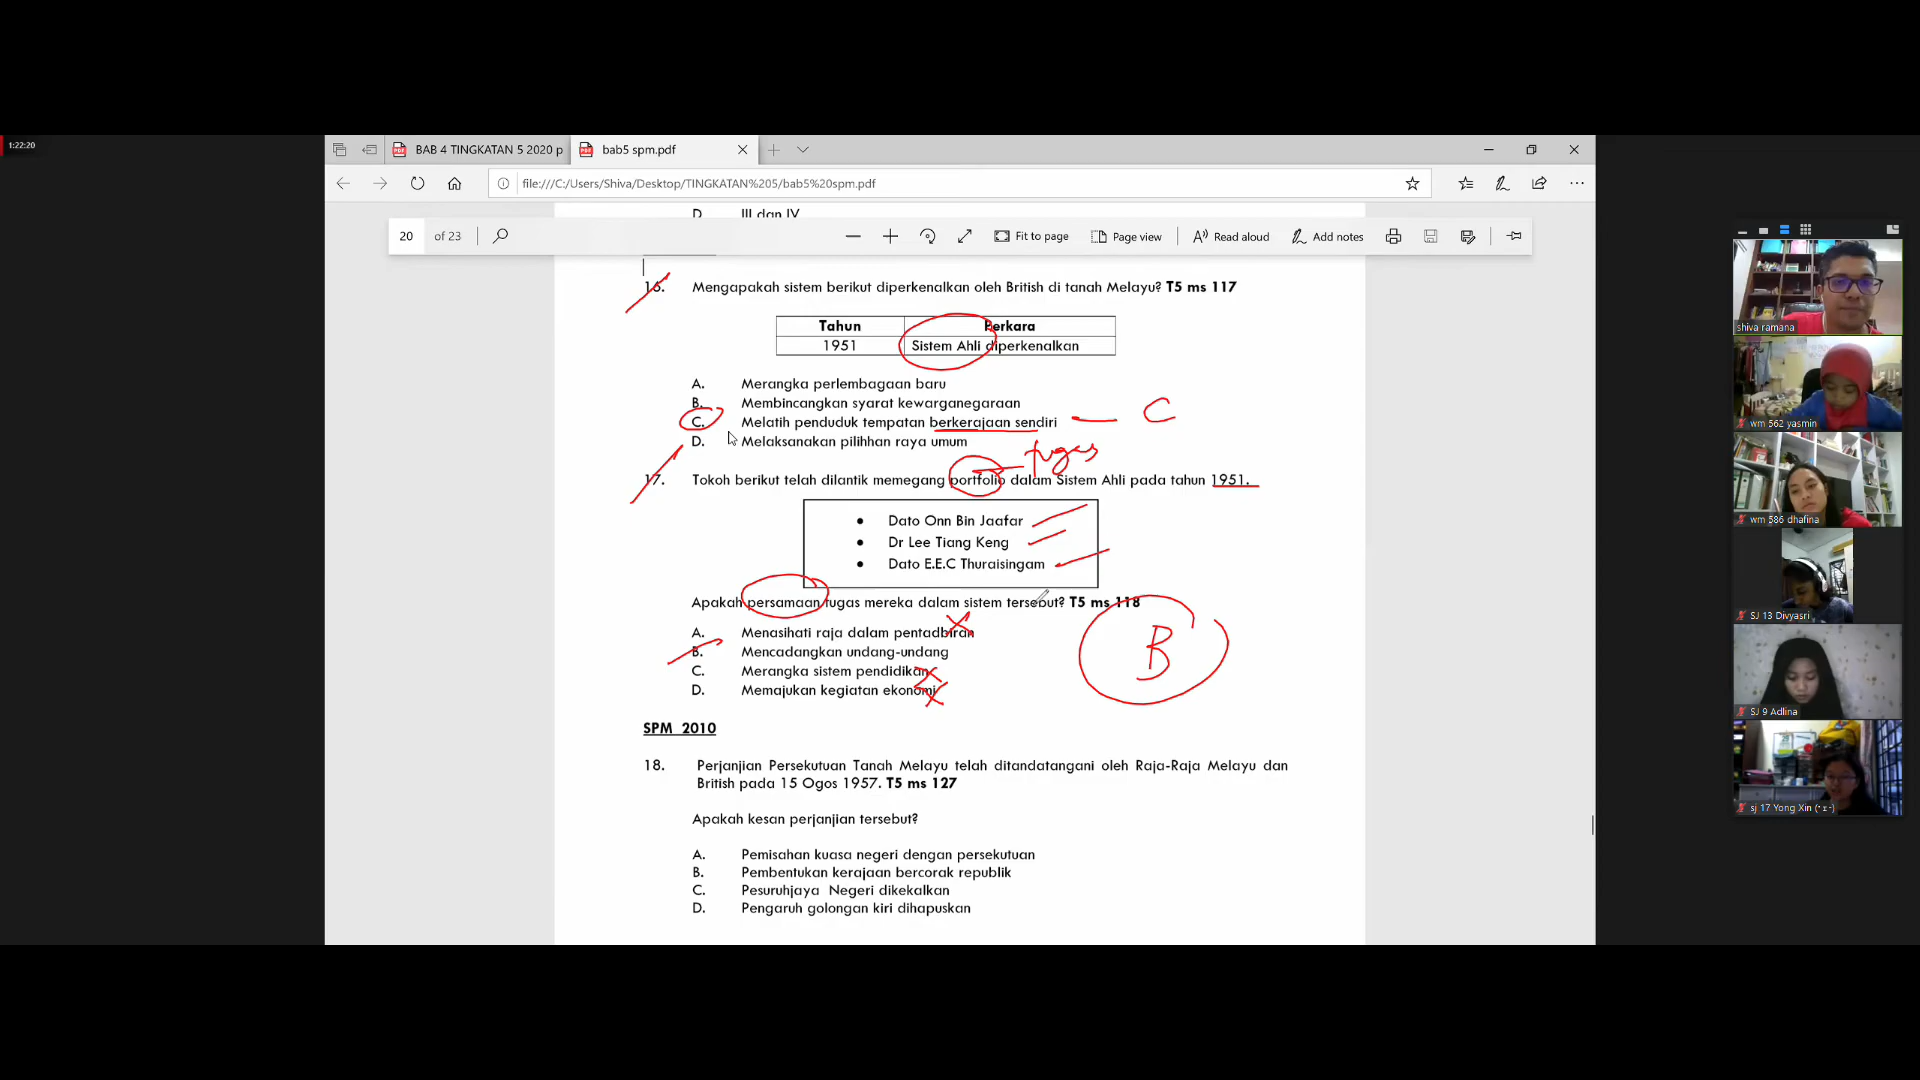 1:22:20
BAB 4 TINGKATAN 5 2020 p
bab5 spm.pdf
file:///C:/Users/Shiva/Desktop/TINGKATAN%205/bab5%20spm.pdf
D. III dan IV
20 of 23
Fit to page
Page view
Read aloud
Add notes
16. Mengapakah sistem berikut diperkenalkan oleh British di tanah Melayu? T5 ms 117
Tahun Perkara
1951 Sistem Ahli diperkenalkan
A. Merangka perlembagaan baru
B. Membincangkan syarat kewarganegaraan
C. Melatih penduduk tempatan berkerajaan sendiri — C
D. Melaksanakan pilihhan raya umum
tugas
17. Tokoh berikut telah dilantik memegang portfolio dalam Sistem Ahli pada tahun 1951.
• Dato Onn Bin Jaafar
• Dr Lee Tiang Keng
• Dato E.E.C Thuraisingam
Apakah persamaan tugas mereka dalam sistem tersebut? T5 ms 118
A. Menasihati raja dalam pentadbiran
B. Mencadangkan undang-undang
B
C. Merangka sistem pendidikan
D. Memajukan kegiatan ekonomi
SPM 2010
18. Perjanjian Persekutuan Tanah Melayu telah ditandatangani oleh Raja-Raja Melayu dan
British pada 15 Ogos 1957. T5 ms 127
Apakah kesan perjanjian tersebut?
A. Pemisahan kuasa negeri dengan persekutuan
B. Pembentukan kerajaan bercorak republik
C. Pesuruhjaya Negeri dikekalkan
D. Pengaruh golongan kiri dihapuskan
shiva ramana
wm 562 yasmin
wm 586 dhafina
SJ 13 Divyasri
SJ 9 Adlina
sj 17 Yong Xin (･ｪ-)